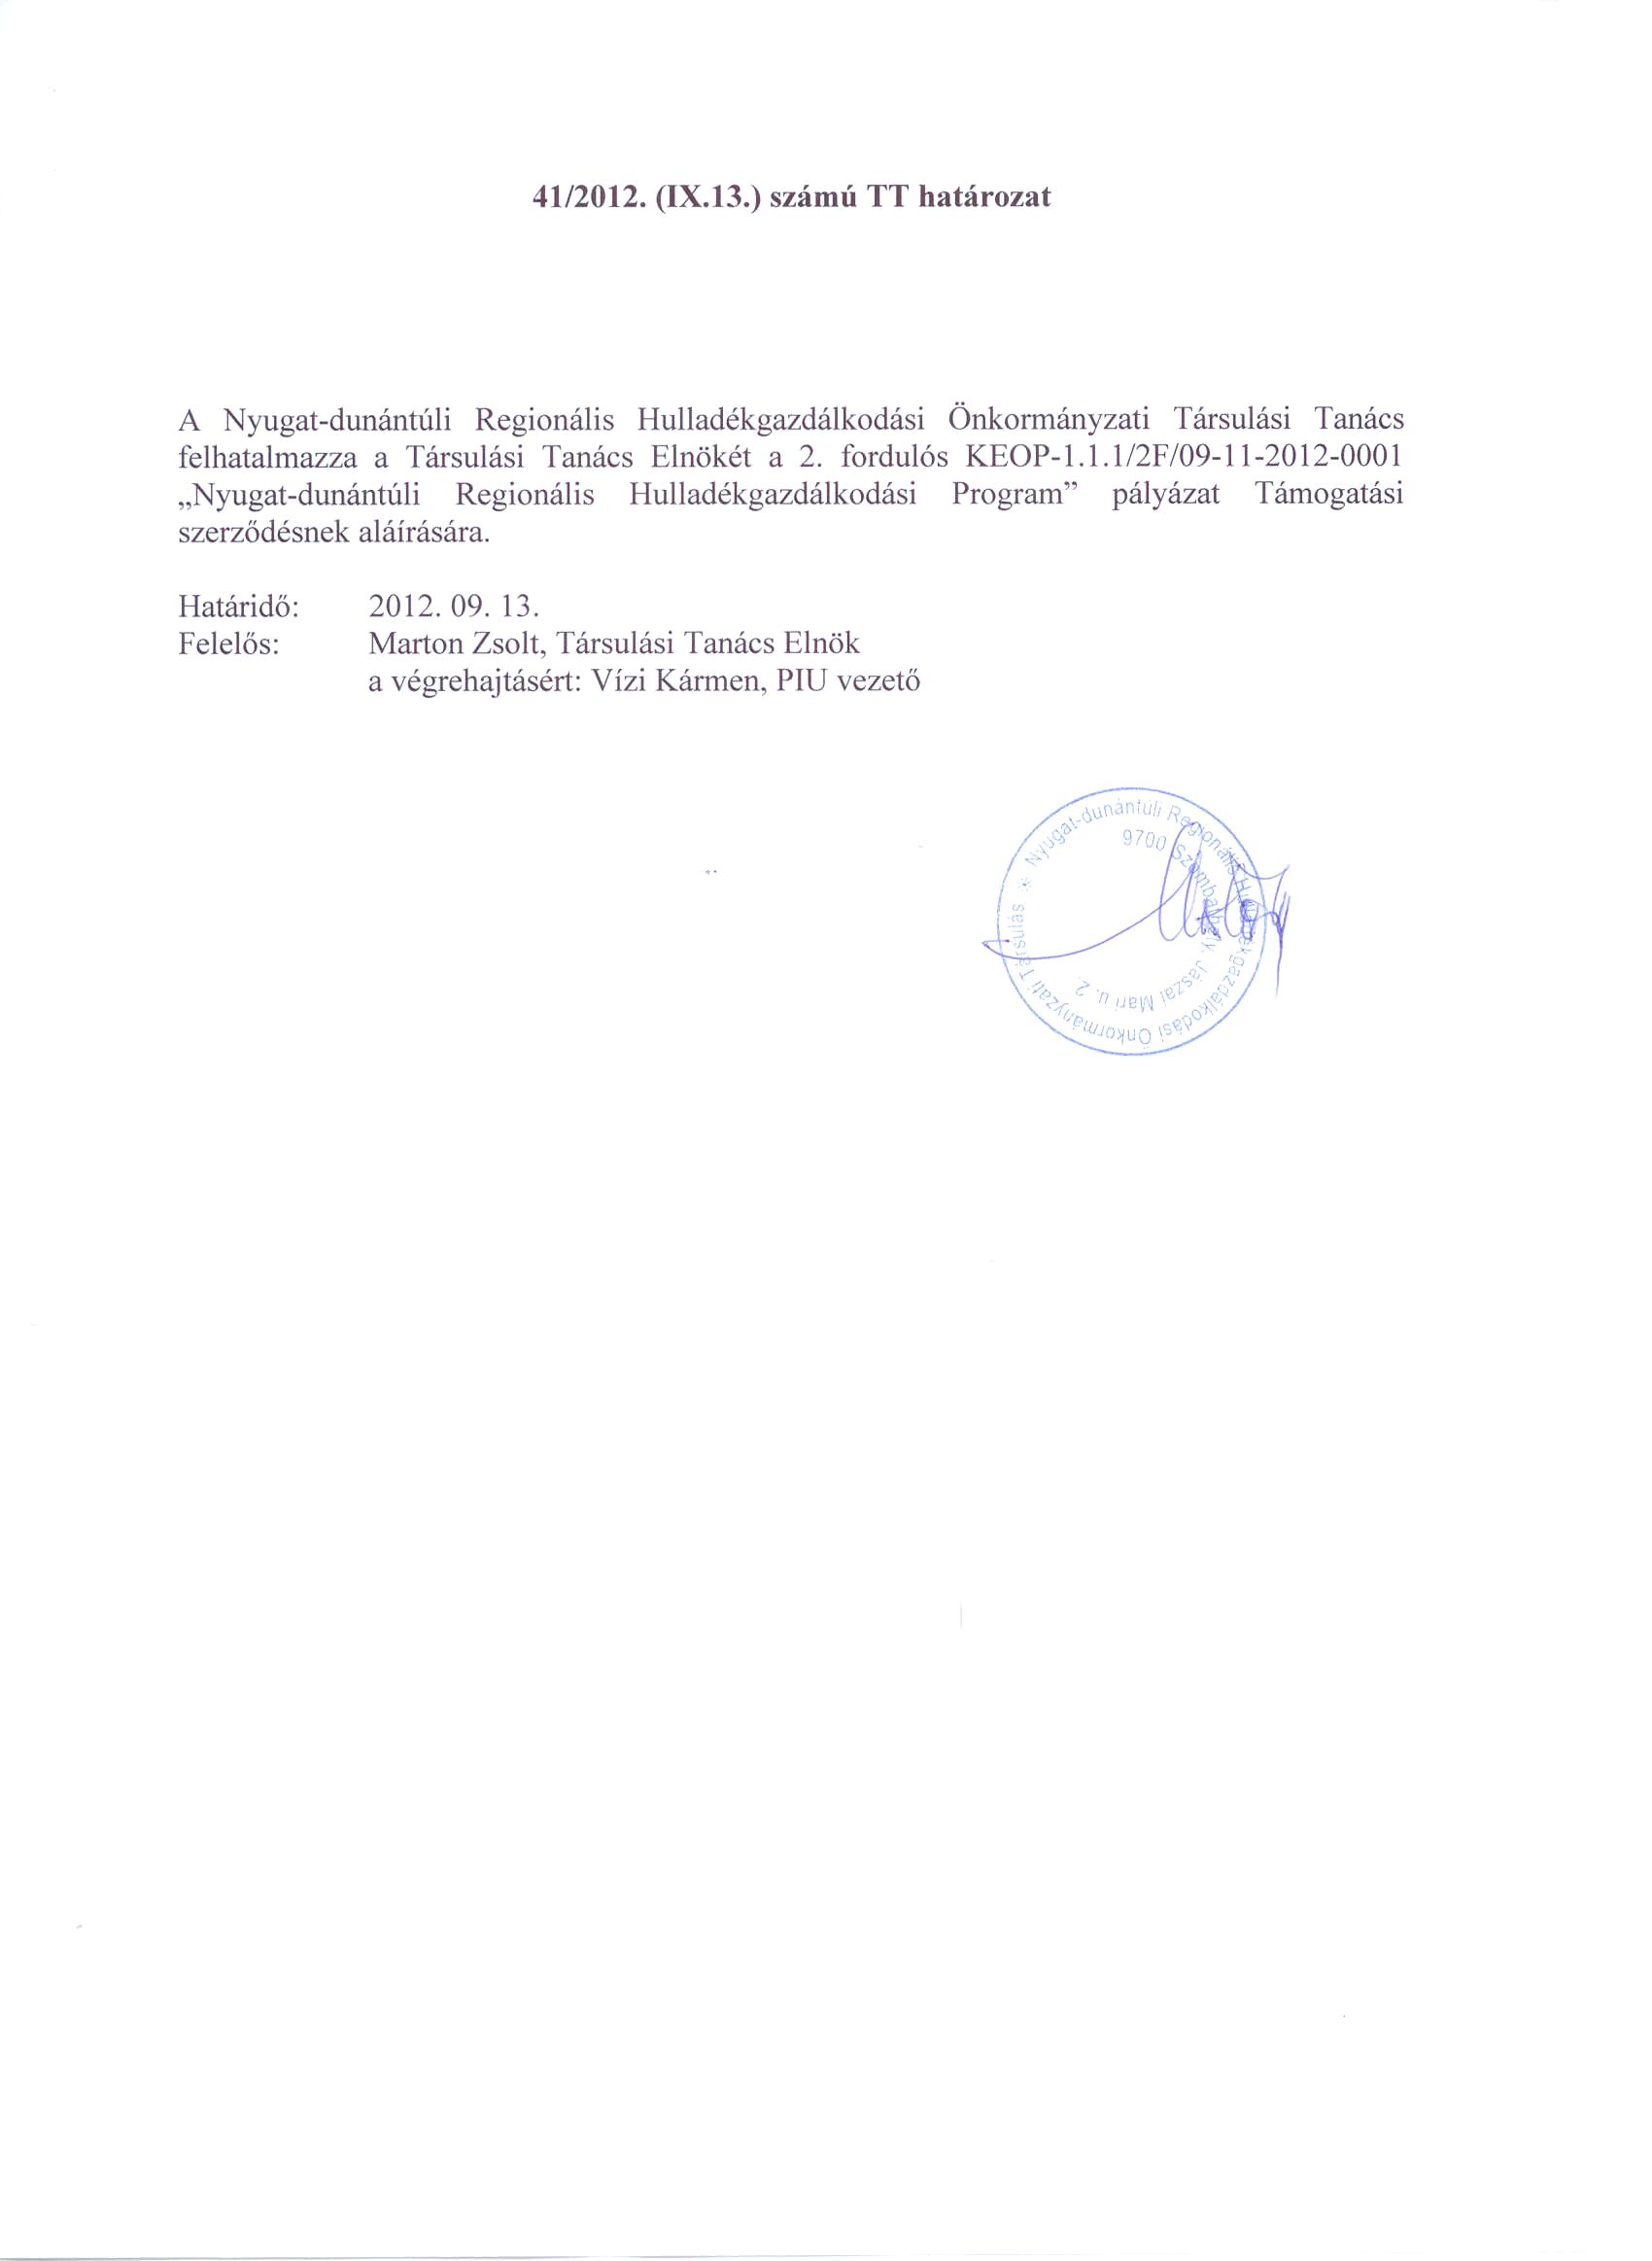 41/2012. (IX.13.) számú TT határozat
A Nyugat-dunántúli Regionális Hulladékgazdálkodási Önkormányzati Társulási Tanács
felhatalmazza a Társulási Tanács Elnökét a 2. fordulós KEOP-1.1.1/2F/09-11-2012-0001
„Nyugat-dunántúli Regionális Hulladékgazdálkodási Program” pályázat Támogatási
szerződésnek aláírására.
Határidő: 2012. 09. 13.
Felelős: Marton Zsolt, Társulási Tanács Elnök
a végrehajtásért: Vízi Kármen, PIU vezető
Nyugat-dunántúli Regionális Hulladékgazdálkodási Önkormányzati Társulás
9700 Szombathely, Jászai Mari u. 2.